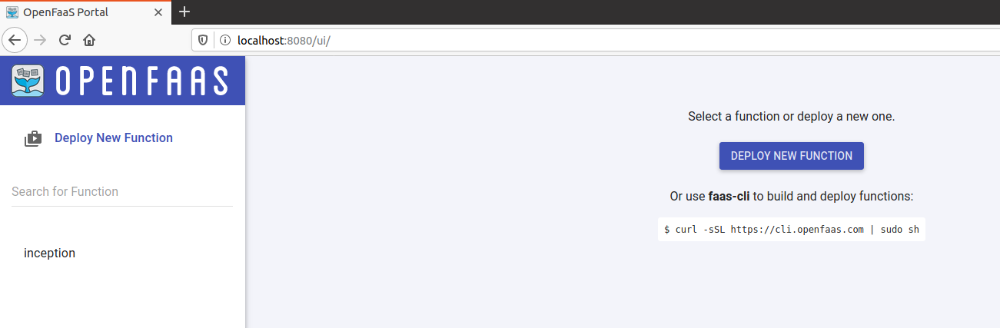 OpenFaaS Portal
localhost:8080/ui/
OPENFAAS
Deploy New Function
Search for Function
inception
Select a function or deploy a new one.
DEPLOY NEW FUNCTION
Or use faas-cli to build and deploy functions:
$ curl -sSL https://cli.openfaas.com | sudo sh